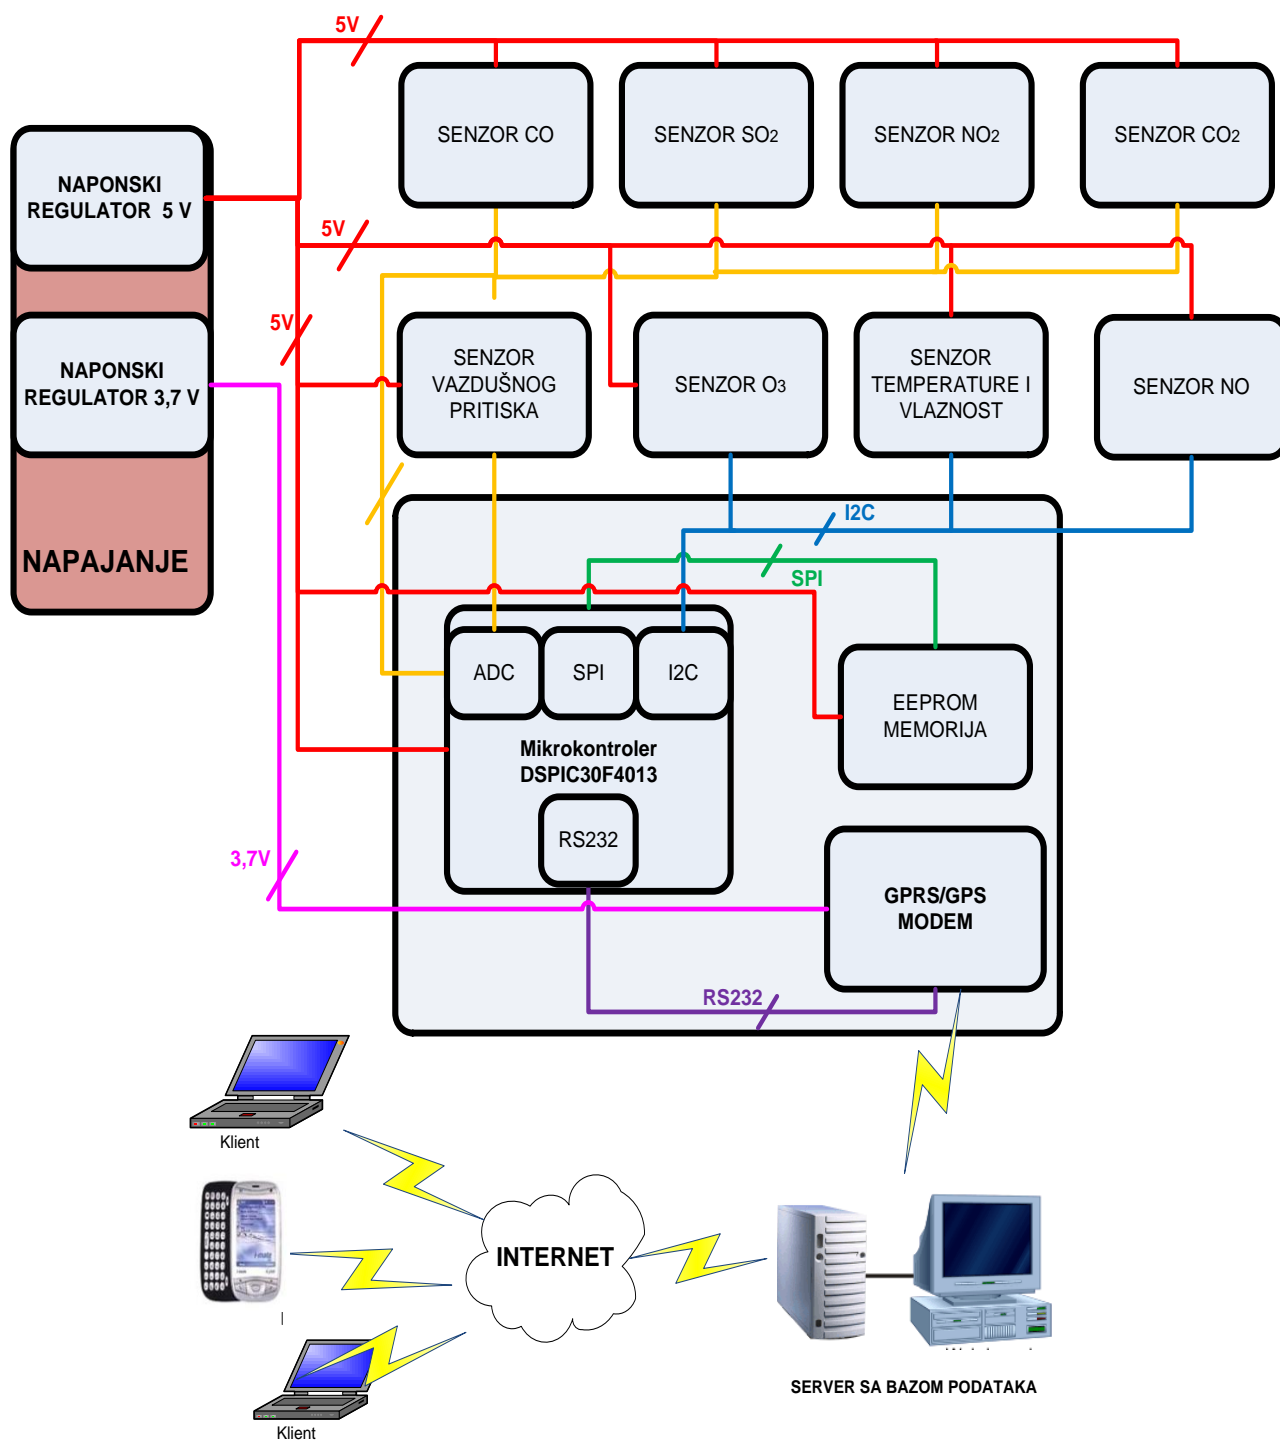 5V
SENZOR CO
SENZOR SO2
SENZOR NO2
SENZOR CO2
NAPONSKI
REGULATOR 5 V
5V
5V
NAPONSKI
REGULATOR 3,7 V
SENZOR
VAZDUŠNOG
PRITISKA
SENZOR O3
SENZOR
TEMPERATURE I
VLAZNOST
SENZOR NO
NAPAJANJE
I2C
SPI
ADC
SPI
I2C
EEPROM
MEMORIJA
Mikrokontroler
DSPIC30F4013
RS232
3,7V
GPRS/GPS
MODEM
RS232
Klient
INTERNET
SERVER SA BAZOM PODATAKA
Klient